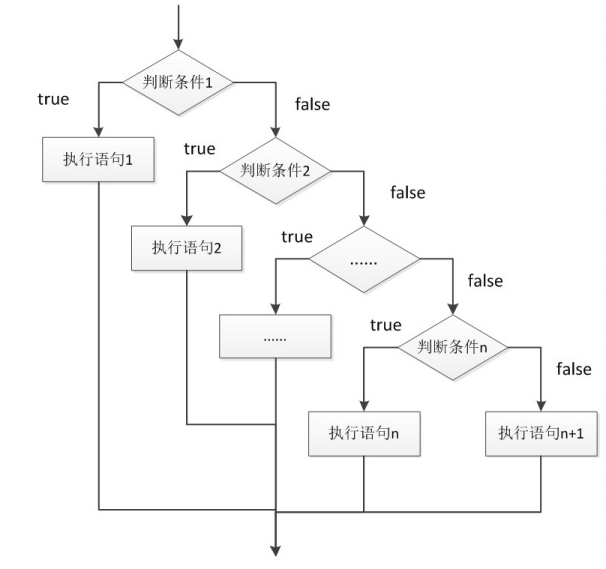 判断条件1
true
false
执行语句1
true
判断条件2
false
执行语句2
true
……
false
……
true
判断条件n
false
执行语句n
执行语句n+1